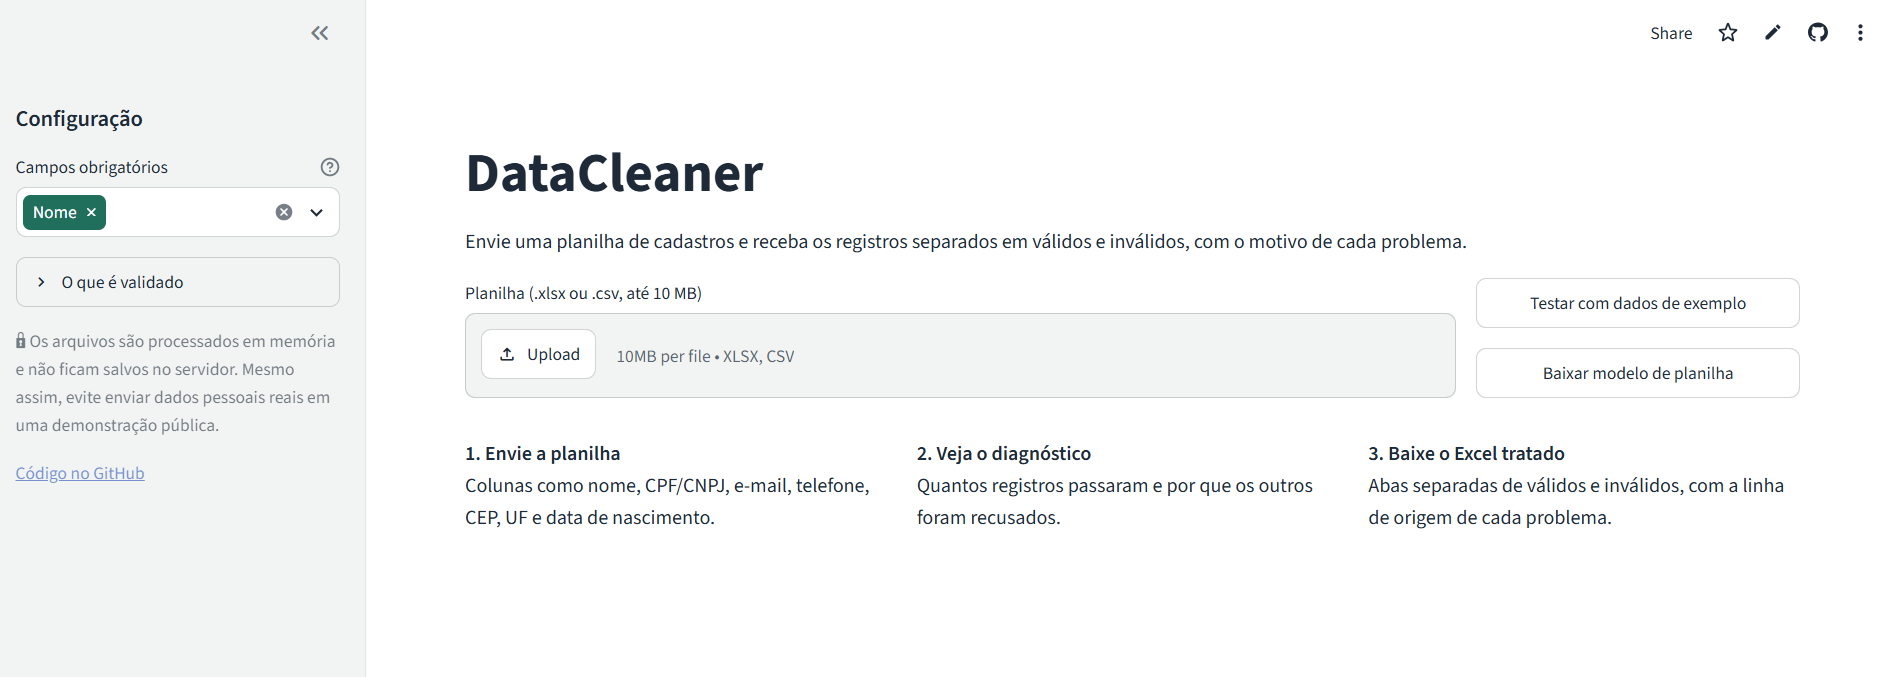 Share
Configuração
Campos obrigatórios
Nome
O que é validado
Os arquivos são processados em memória
e não ficam salvos no servidor. Mesmo
assim, evite enviar dados pessoais reais em
uma demonstração pública.
Código no GitHub
DataCleaner
Envie uma planilha de cadastros e receba os registros separados em válidos e inválidos, com o motivo de cada problema.
Planilha (.xlsx ou .csv, até 10 MB)
Upload
10MB per file • XLSX, CSV
Testar com dados de exemplo
Baixar modelo de planilha
1. Envie a planilha
Colunas como nome, CPF/CNPJ, e-mail, telefone,
CEP, UF e data de nascimento.
2. Veja o diagnóstico
Quantos registros passaram e por que os outros
foram recusados.
3. Baixe o Excel tratado
Abas separadas de válidos e inválidos, com a linha
de origem de cada problema.